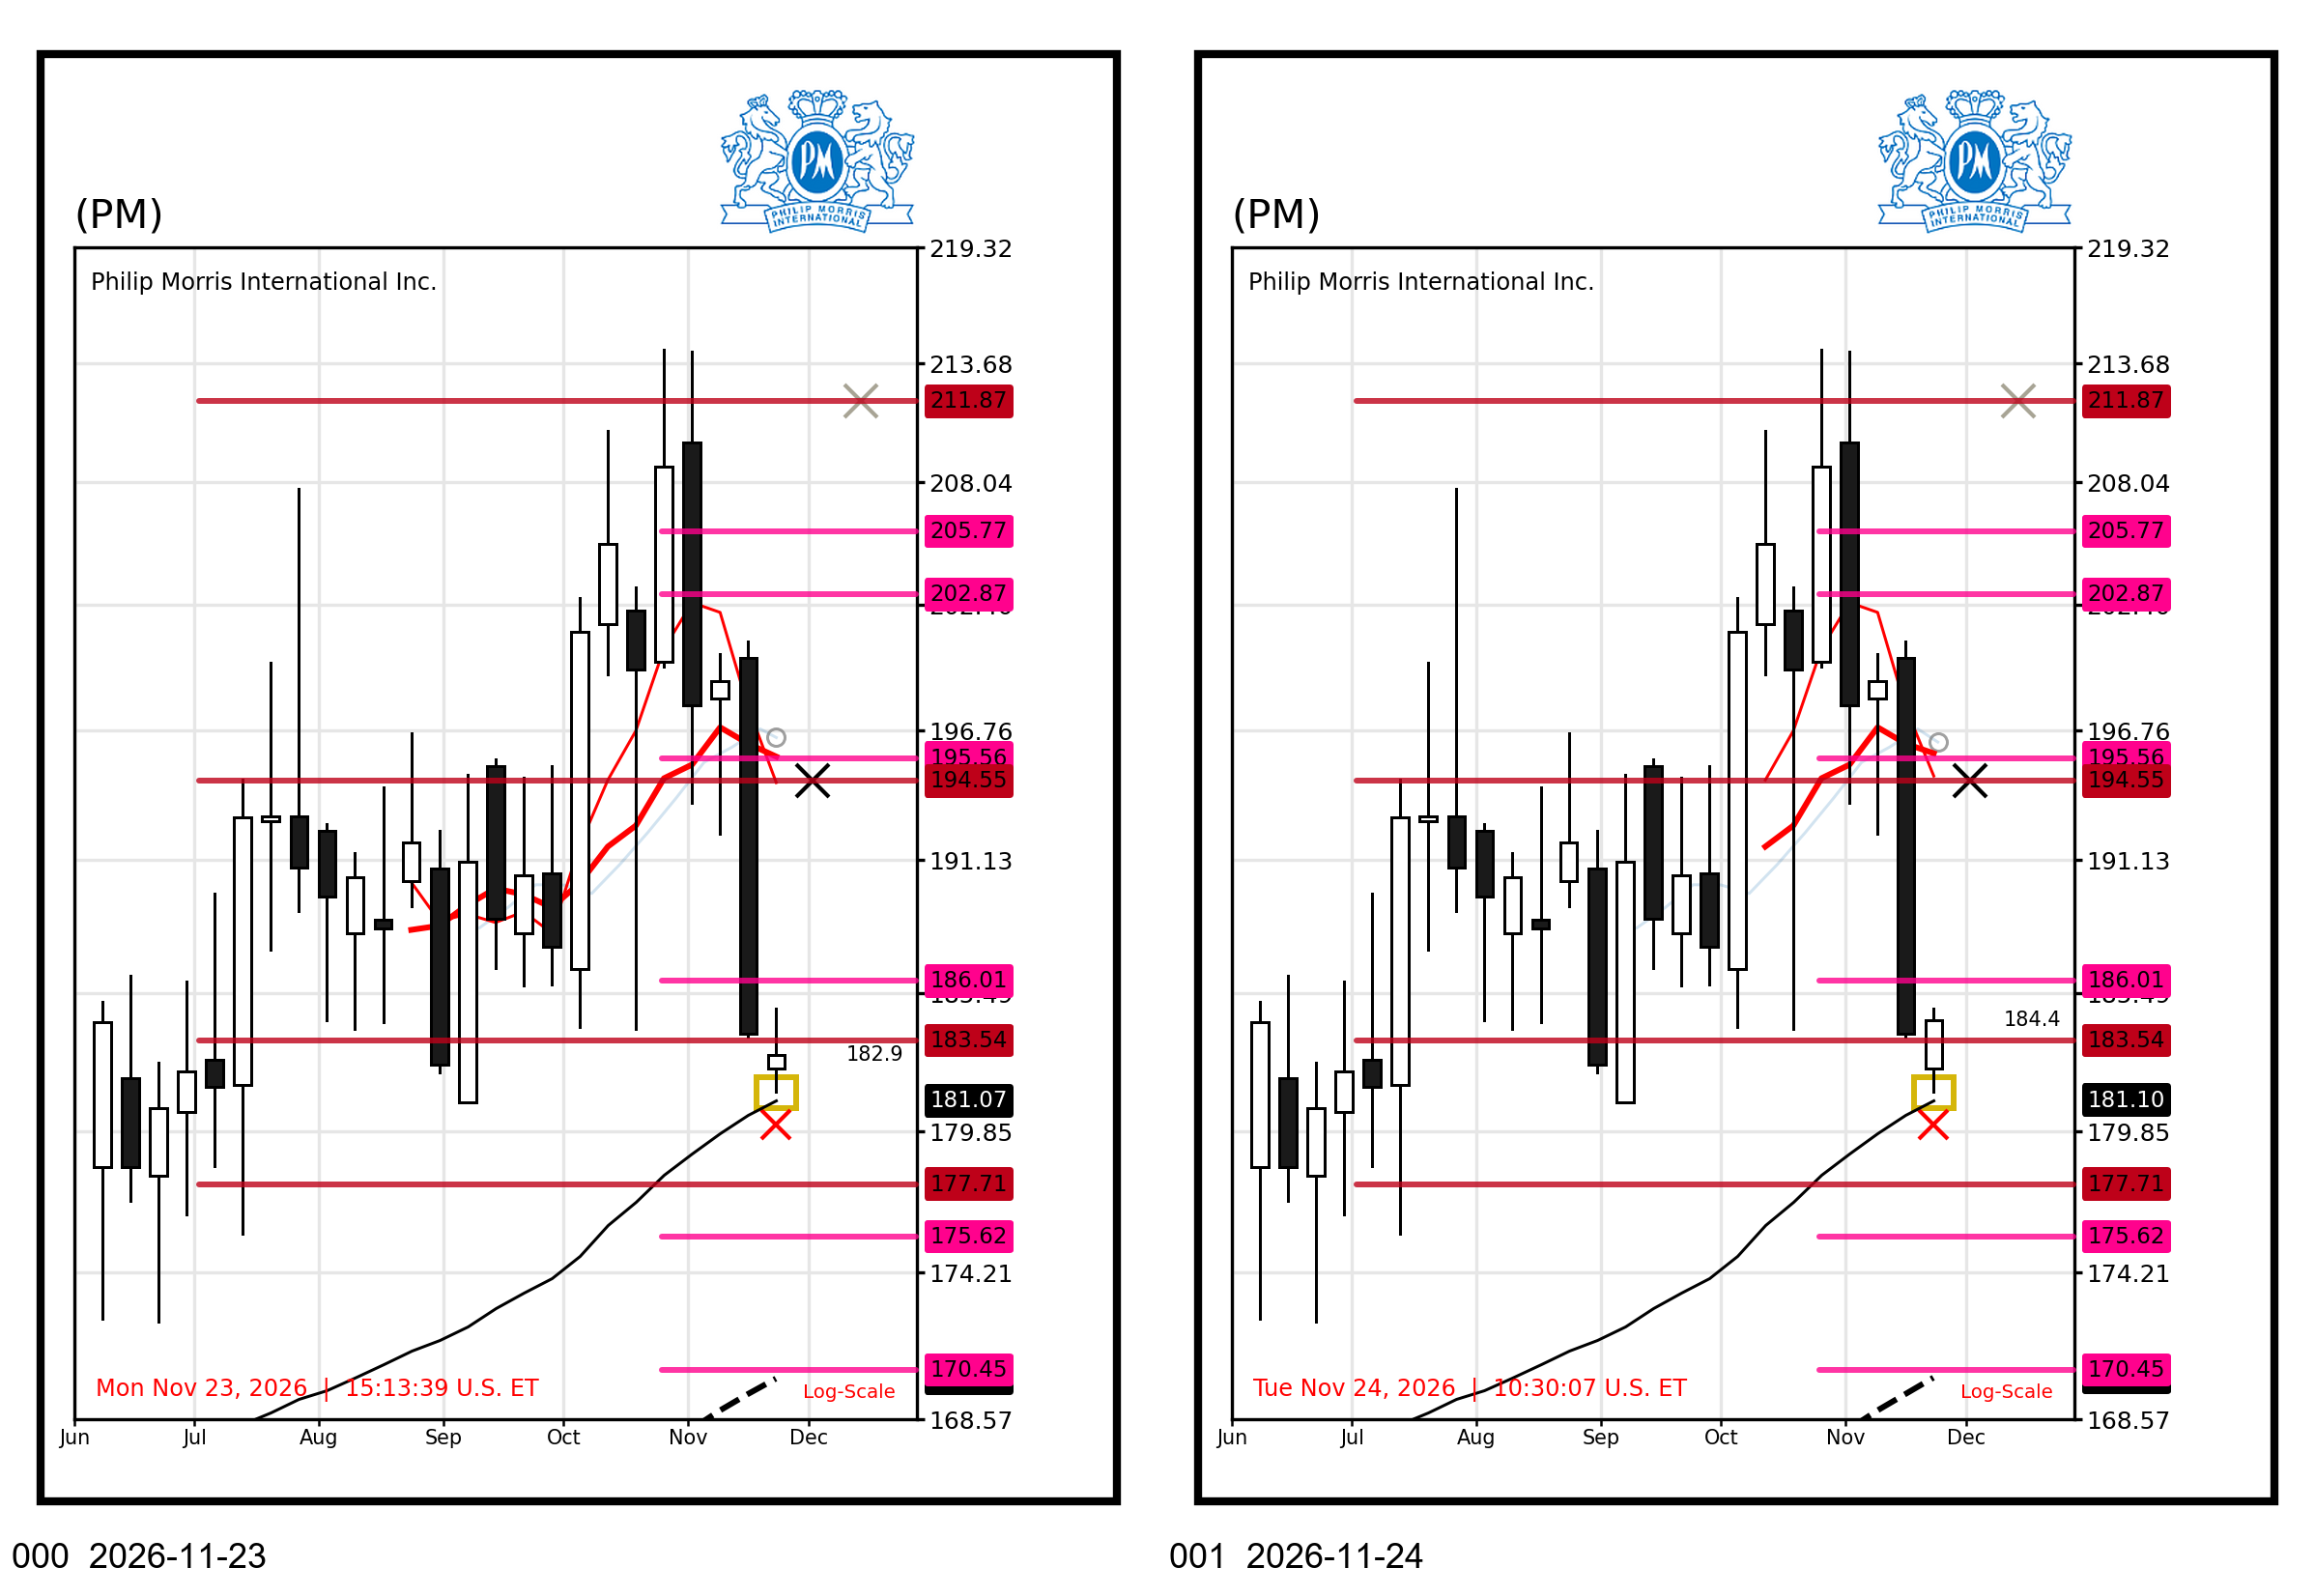 PM
PHILIP MORRIS
INTERNATIONAL
(PM)
Philip Morris International Inc.
219.32
213.68
211.87
208.04
205.77
202.87
196.76
195.56
194.55
191.13
186.01
183.54
182.9
181.07
179.85
177.71
175.62
174.21
170.45
Mon Nov 23, 2026 | 15:13:39 U.S. ET
Log-Scale
168.57
Jun Jul Aug Sep Oct Nov Dec
000 2026-11-23
PM
PHILIP MORRIS
INTERNATIONAL
(PM)
Philip Morris International Inc.
219.32
213.68
211.87
208.04
205.77
202.87
196.76
195.56
194.55
191.13
186.01
184.4
183.54
181.10
179.85
177.71
175.62
174.21
170.45
Tue Nov 24, 2026 | 10:30:07 U.S. ET
Log-Scale
168.57
Jun Jul Aug Sep Oct Nov Dec
001 2026-11-24